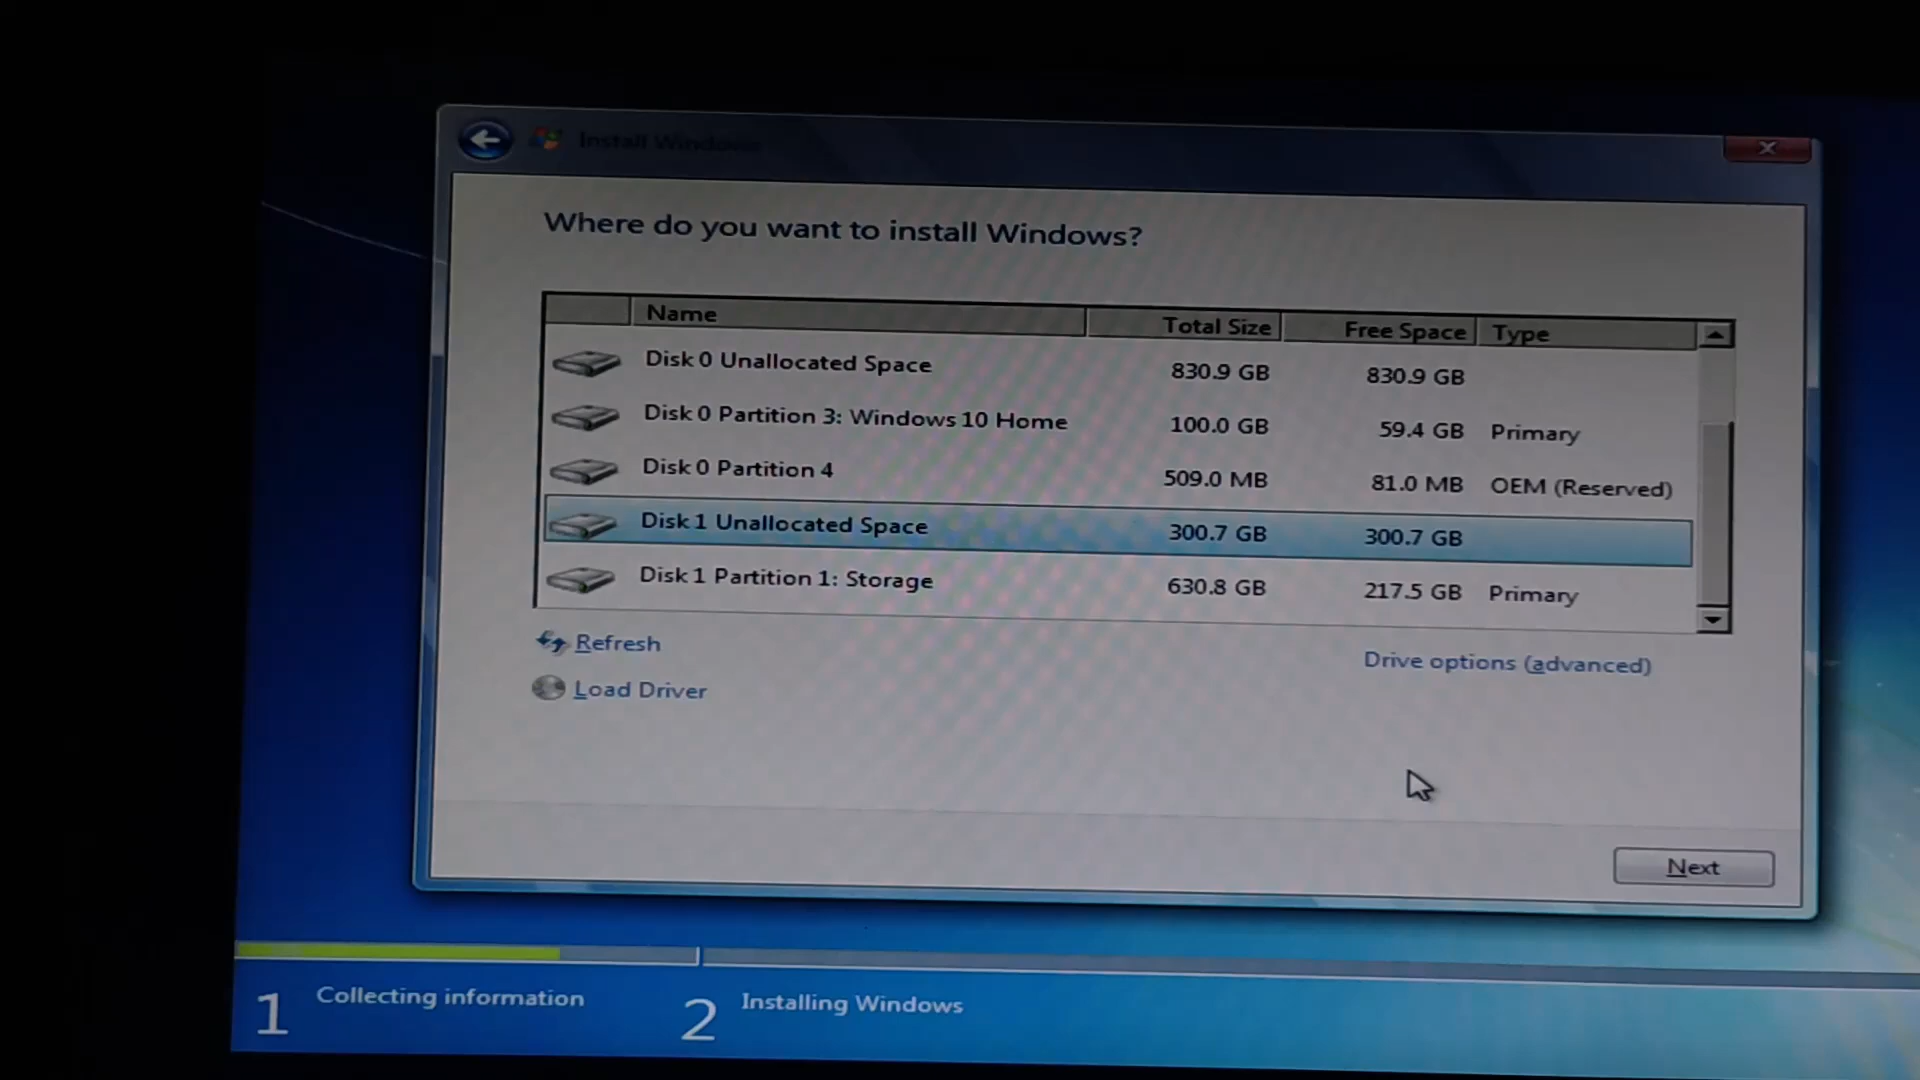 Install Windows
Where do you want to install Windows?
Name Total Size Free Space Type
Disk 0 Unallocated Space 830.9 GB 830.9 GB
Disk 0 Partition 3: Windows 10 Home 100.0 GB 59.4 GB Primary
Disk 0 Partition 4 509.0 MB 81.0 MB OEM (Reserved)
Disk 1 Unallocated Space 300.7 GB 300.7 GB
Disk 1 Partition 1: Storage 630.8 GB 217.5 GB Primary
Refresh
Drive options (advanced)
Load Driver
Next
1 Collecting information
2 Installing Windows